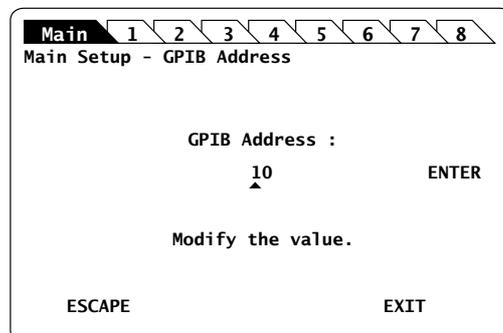 Main 1 2 3 4 5 6 7 8
Main Setup - GPIB Address
GPIB Address :
10 ENTER
Modify the value.
ESCAPE EXIT